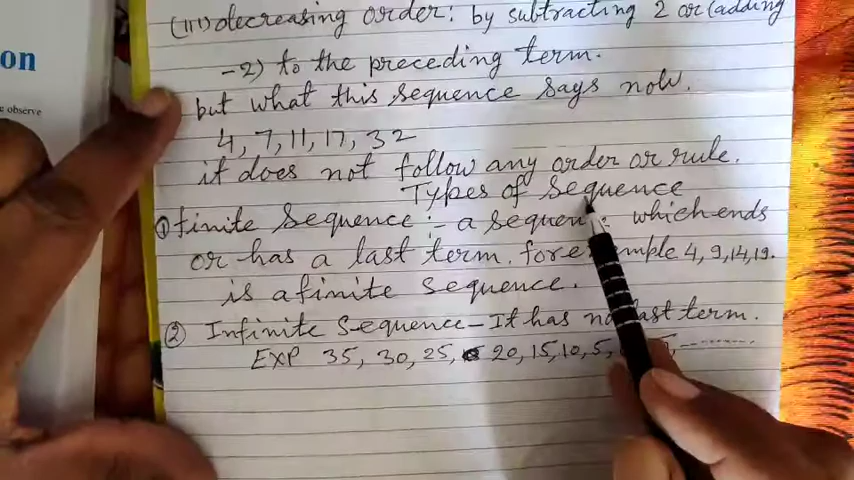 (iii) decreasing order: by subtracting 2 or (adding
-2) to the preceding term.
but what this sequence says now.
4, 7, 11, 17, 32
it does not follow any order or rule.
Types of Sequence
① finite Sequence :- a sequen which ends
or has a last term. for example 4, 9, 14, 19.
is a finite sequence.
② Infinite Sequence - It has no last term.
EXP 35, 30, 25, 20, 15, 10, 5,
on
observe